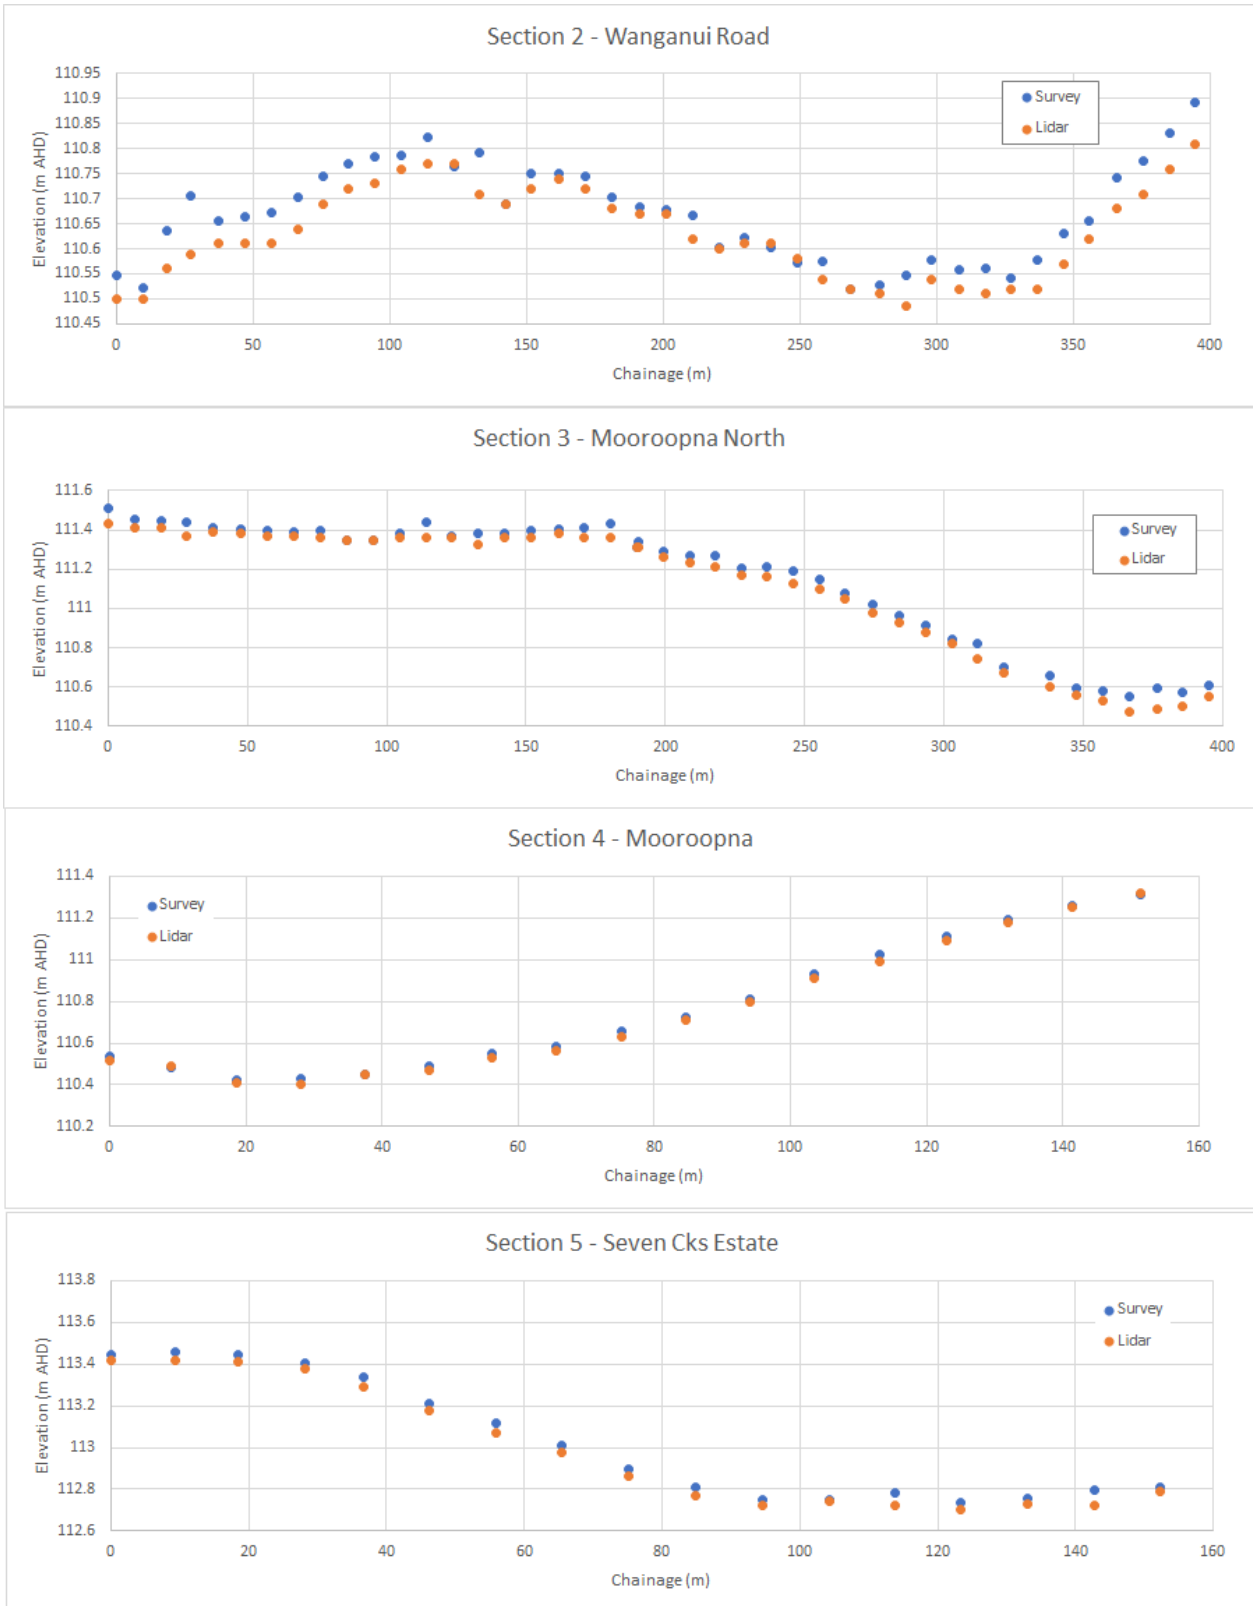 Section 2 - Wanganui Road
Elevation (m AHD)
110.95
110.9
110.85
110.8
110.75
110.7
110.65
110.6
110.55
110.5
110.45
Survey
Lidar
0 50 100 150 200 250 300 350 400
Chainage (m)
Section 3 - Mooroopna North
Elevation (m AHD)
111.6
111.4
111.2
111
110.8
110.6
110.4
Survey
Lidar
0 50 100 150 200 250 300 350 400
Chainage (m)
Section 4 - Mooroopna
Elevation (m AHD)
111.4
111.2
111
110.8
110.6
110.4
110.2
Survey
Lidar
0 20 40 60 80 100 120 140 160
Chainage (m)
Section 5 - Seven Cks Estate
Elevation (m AHD)
113.8
113.6
113.4
113.2
113
112.8
112.6
Survey
Lidar
0 20 40 60 80 100 120 140 160
Chainage (m)